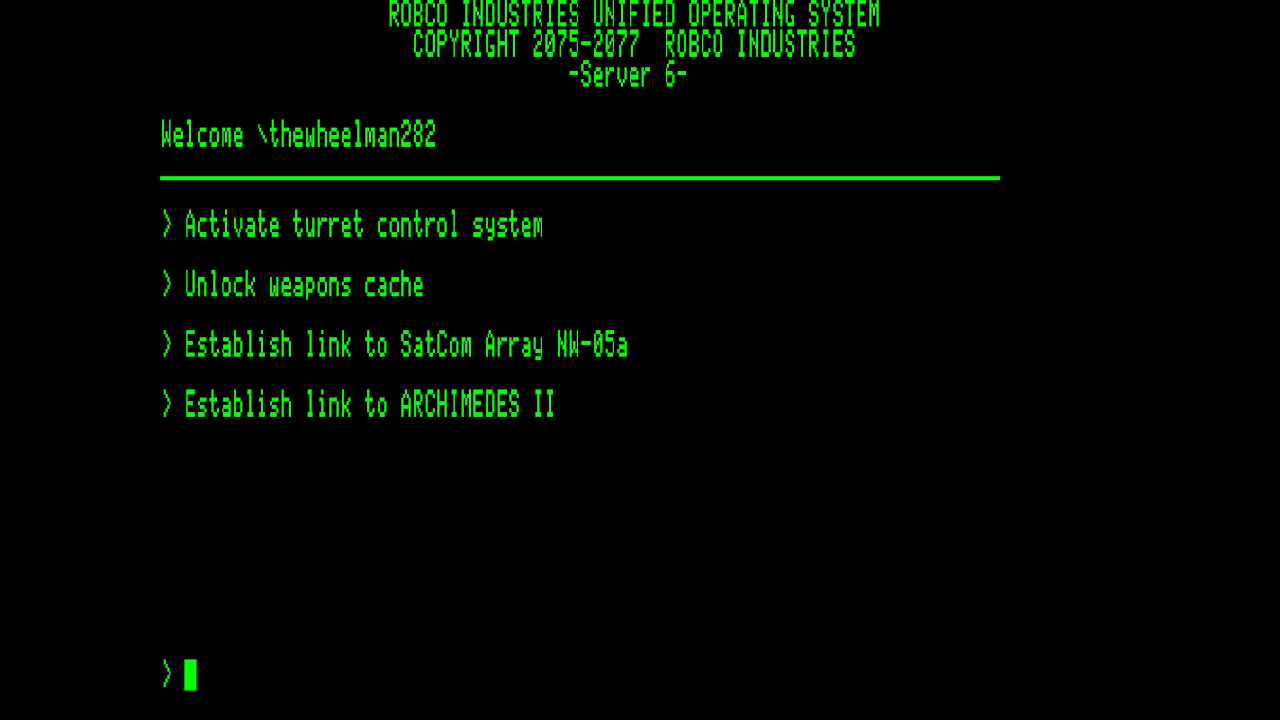 ROBCO INDUSTRIES UNIFIED OPERATING SYSTEM
COPYRIGHT 2075-2077 ROBCO INDUSTRIES
-Server 6-
Welcome \thewheelman282
> Activate turret control system
> Unlock weapons cache
> Establish link to SatCom Array NW-05a
> Establish link to ARCHIMEDES II
>